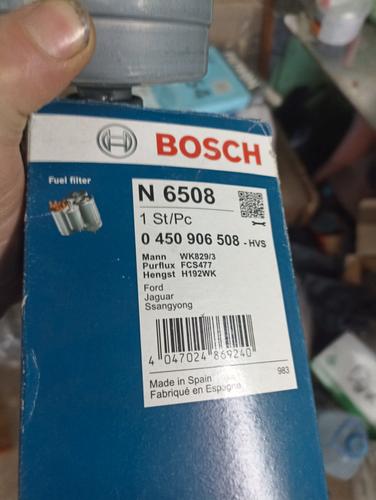 BOSCH
Fuel filter
N 6508
1 St/Pc
0 450 906 508 - HVS
Mann WK829/3
Purflux FCS477
Hengst H192WK
Ford
Jaguar
Ssangyong
4 047024 869240
Made in Spain
983
Fabriqué en Espagne